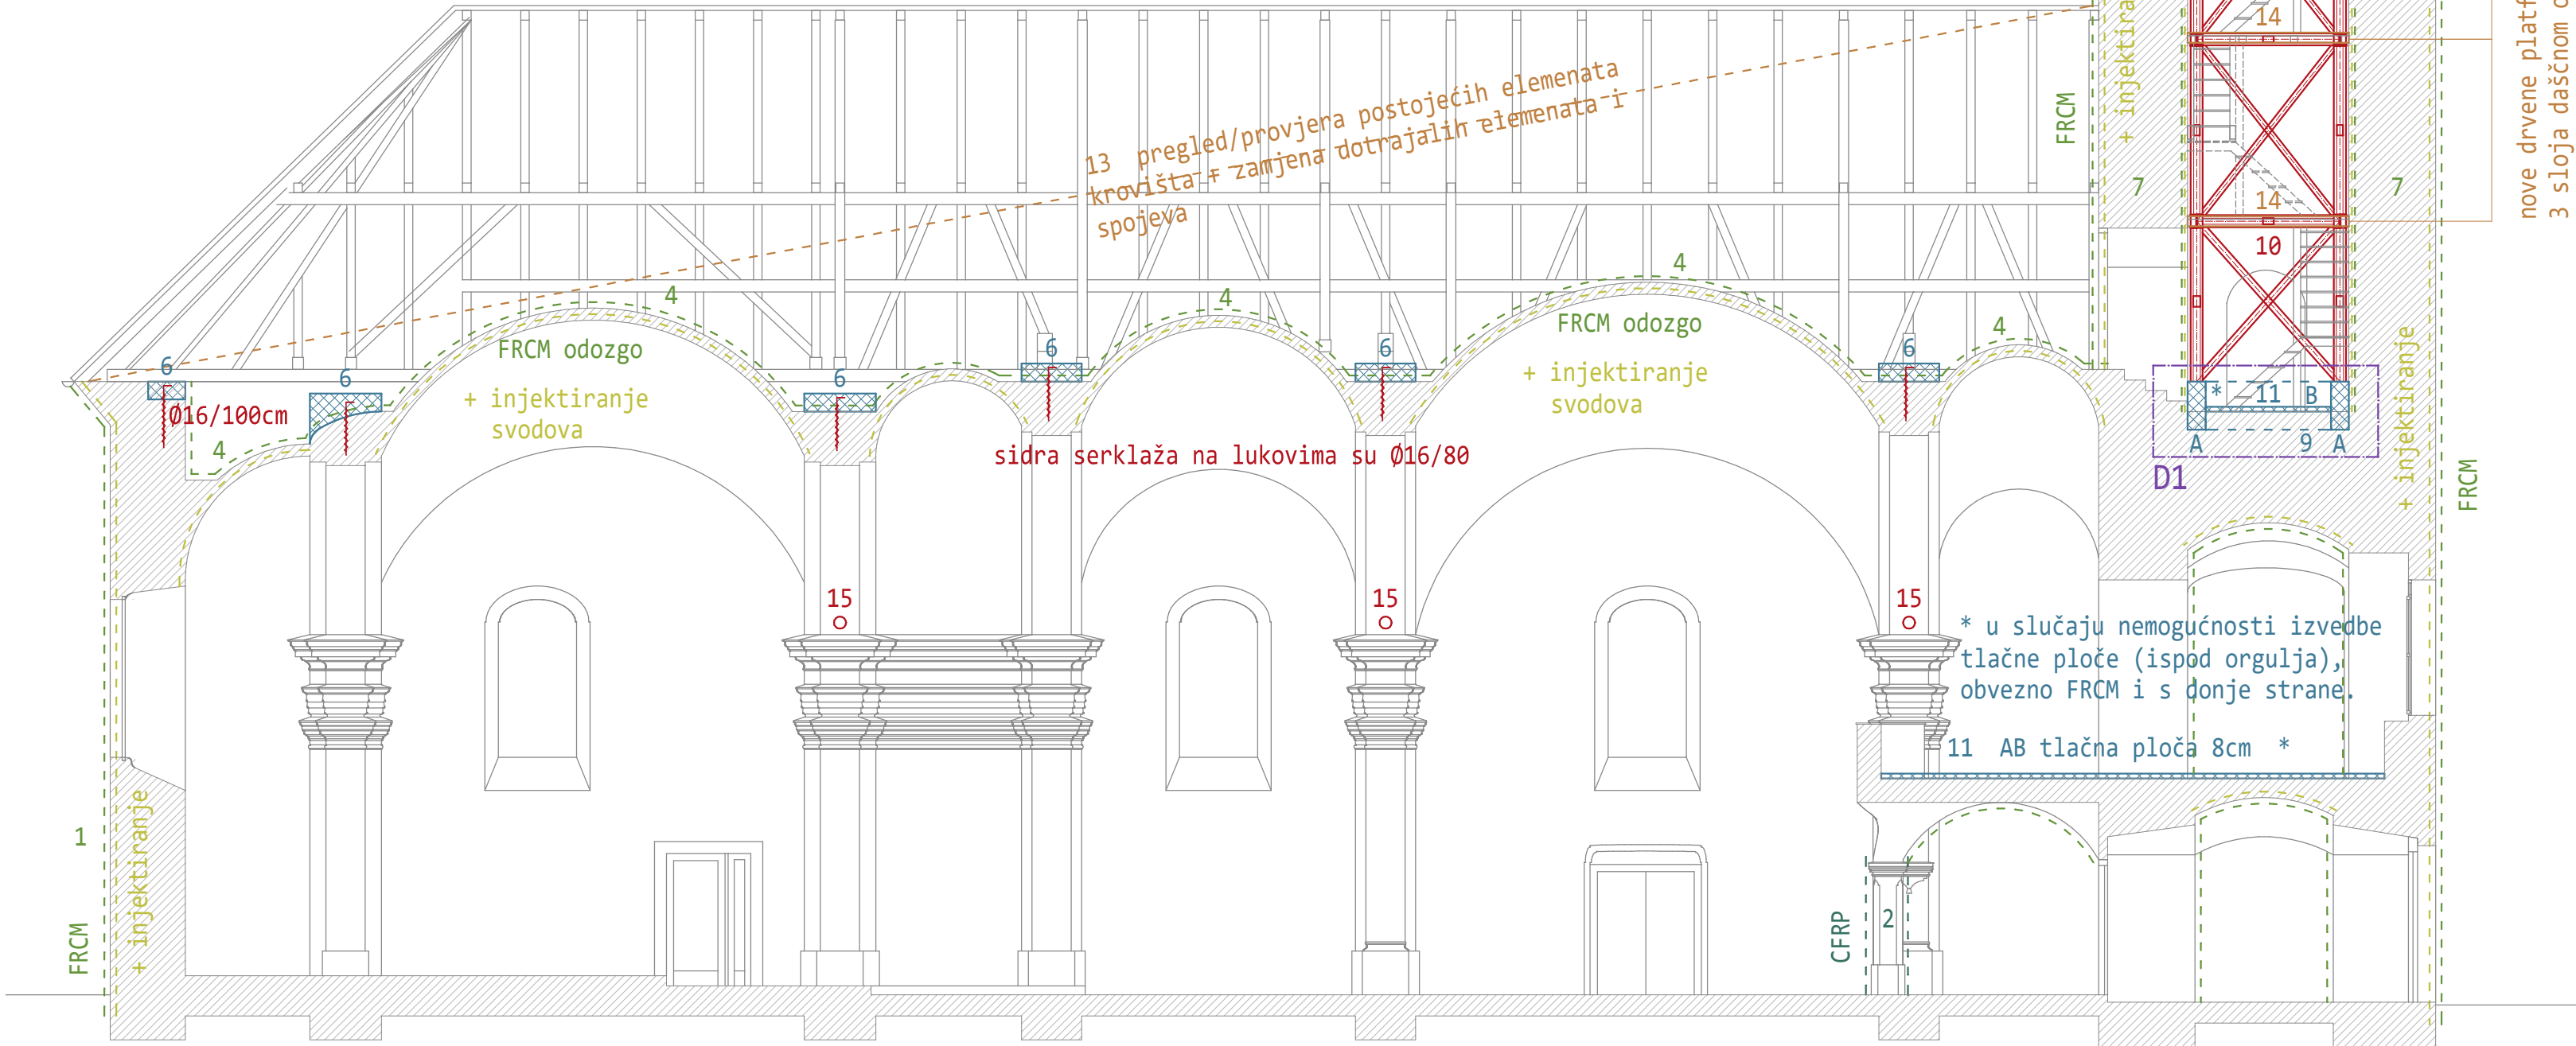 14
+ injektira
FRCM
nove drvene platf
3 sloja daščnom o
13 pregled/provjera postojećih elemenata
krovišta + zamjena dotrajalih elemenata i
spojeva
7
14
7
10
4
4
4
4
FRCM odozgo
+ injektiranje
svodova
FRCM odozgo
+ injektiranje
svodova
6
6
6
6
6
6
Ø16/100cm
4
sidra serklaža na lukovima su Ø16/80
* 11 B
A 9 A
D1
+ injektiranje
FRCM
15
15
15
* u slučaju nemogućnosti izvedbe
tlačne ploče (ispod orgulja),
obvezno FRCM i s donje strane.
11 AB tlačna ploča 8cm *
1
FRCM
+ injektiranje
CFRP
2